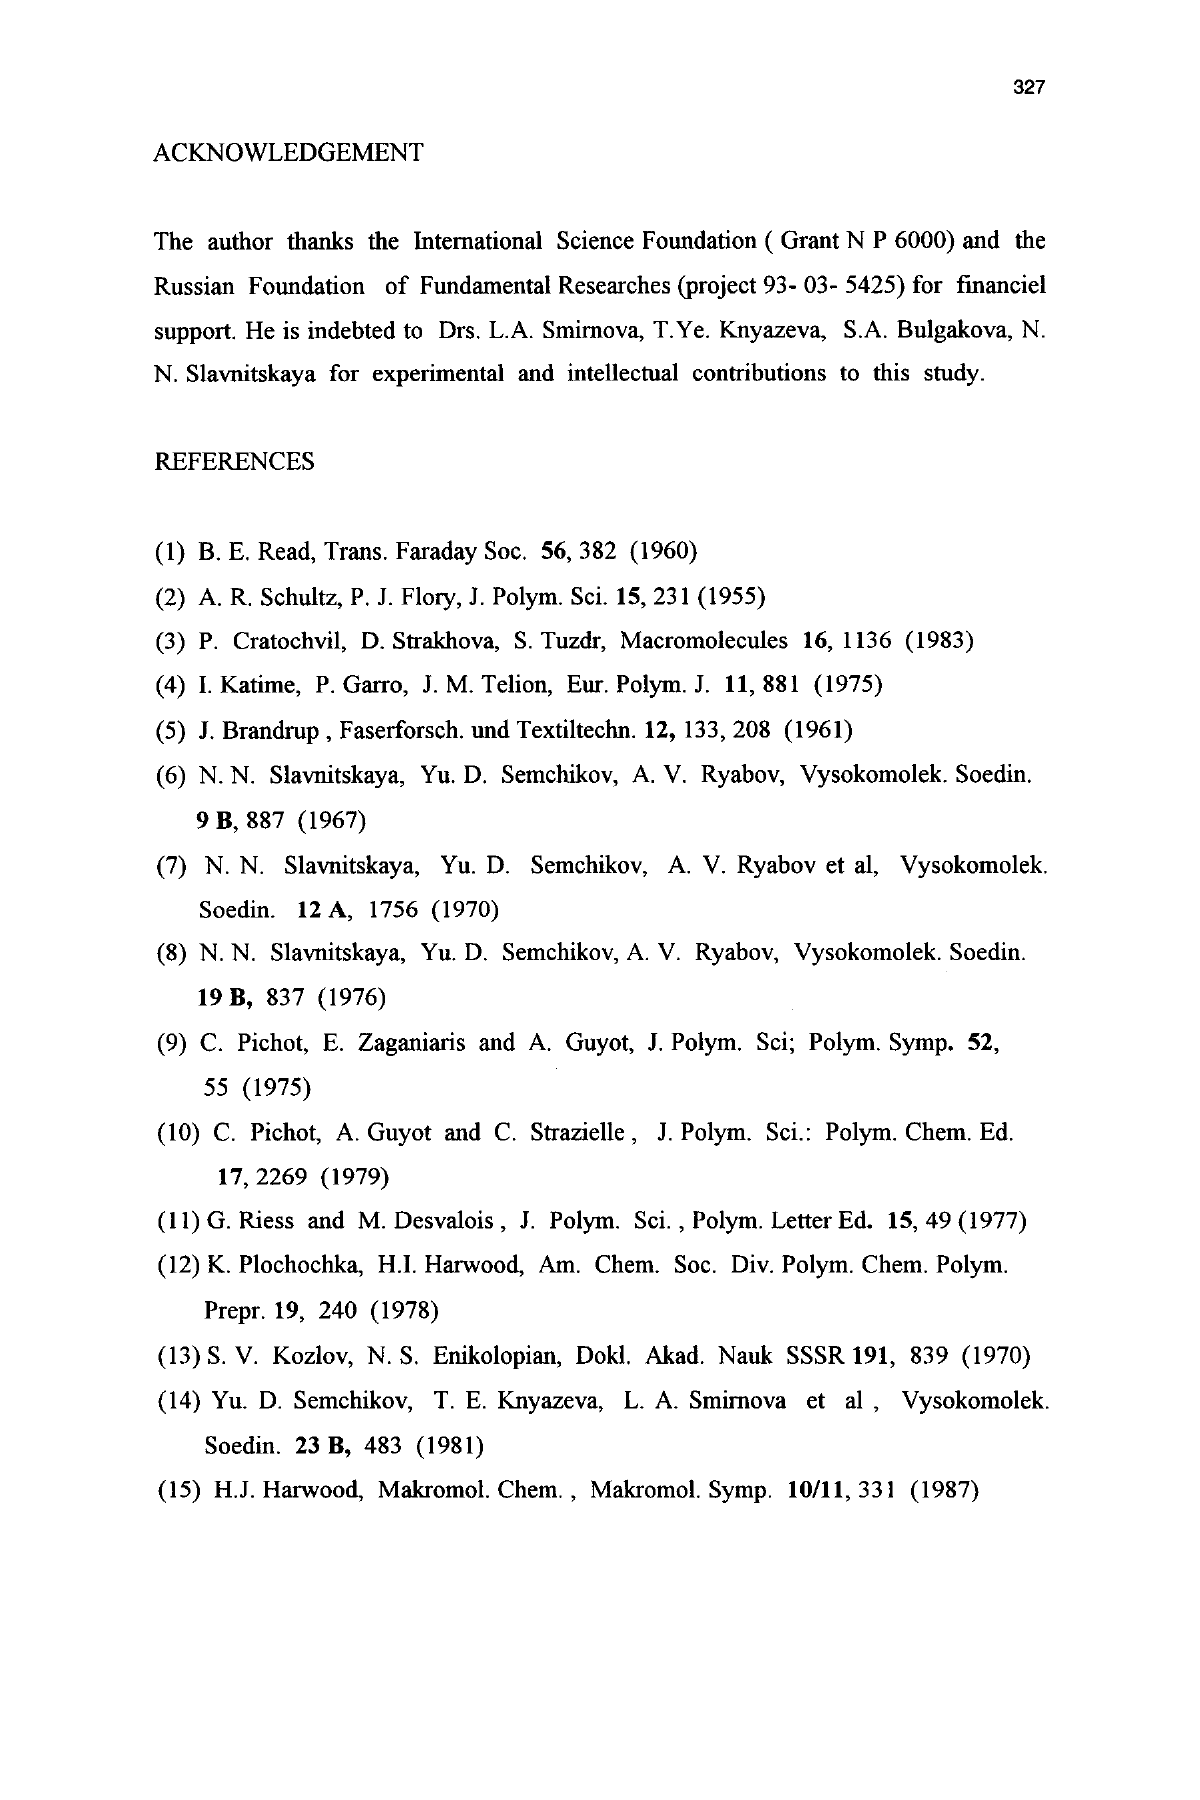 327
ACKNOWLEDGEMENT
The author thanks the International Science Foundation ( Grant N P 6000) and the
Russian Foundation of Fundamental Researches (project 93- 03- 5425) for financiel
support. He is indebted to Drs. L.A. Smirnova, T.Ye. Knyazeva, S.A. Bulgakova, N.
N. Slavnitskaya for experimental and intellectual contributions to this study.
REFERENCES
(1) B. E. Read, Trans. Faraday Soc. 56, 382 (1960)
(2) A. R. Schultz, P. J. Flory, J. Polym. Sci. 15, 231 (1955)
(3) P. Cratochvil, D. Strakhova, S. Tuzdr, Macromolecules 16, 1136 (1983)
(4) I. Katime, P. Garro, J. M. Telion, Eur. Polym. J. 11, 881 (1975)
(5) J. Brandrup , Faserforsch. und Textiltechn. 12, 133, 208 (1961)
(6) N. N. Slavnitskaya, Yu. D. Semchikov, A. V. Ryabov, Vysokomolek. Soedin.
9 B, 887 (1967)
(7) N. N. Slavnitskaya, Yu. D. Semchikov, A. V. Ryabov et al, Vysokomolek.
Soedin. 12 A, 1756 (1970)
(8) N. N. Slavnitskaya, Yu. D. Semchikov, A. V. Ryabov, Vysokomolek. Soedin.
19 B, 837 (1976)
(9) C. Pichot, E. Zaganiaris and A. Guyot, J. Polym. Sci; Polym. Symp. 52,
55 (1975)
(10) C. Pichot, A. Guyot and C. Strazielle , J. Polym. Sci.: Polym. Chem. Ed.
17, 2269 (1979)
(11) G. Riess and M. Desvalois , J. Polym. Sci. , Polym. Letter Ed. 15, 49 (1977)
(12) K. Plochochka, H.I. Harwood, Am. Chem. Soc. Div. Polym. Chem. Polym.
Prepr. 19, 240 (1978)
(13) S. V. Kozlov, N. S. Enikolopian, Dokl. Akad. Nauk SSSR 191, 839 (1970)
(14) Yu. D. Semchikov, T. E. Knyazeva, L. A. Smirnova et al , Vysokomolek.
Soedin. 23 B, 483 (1981)
(15) H.J. Harwood, Makromol. Chem. , Makromol. Symp. 10/11, 331 (1987)